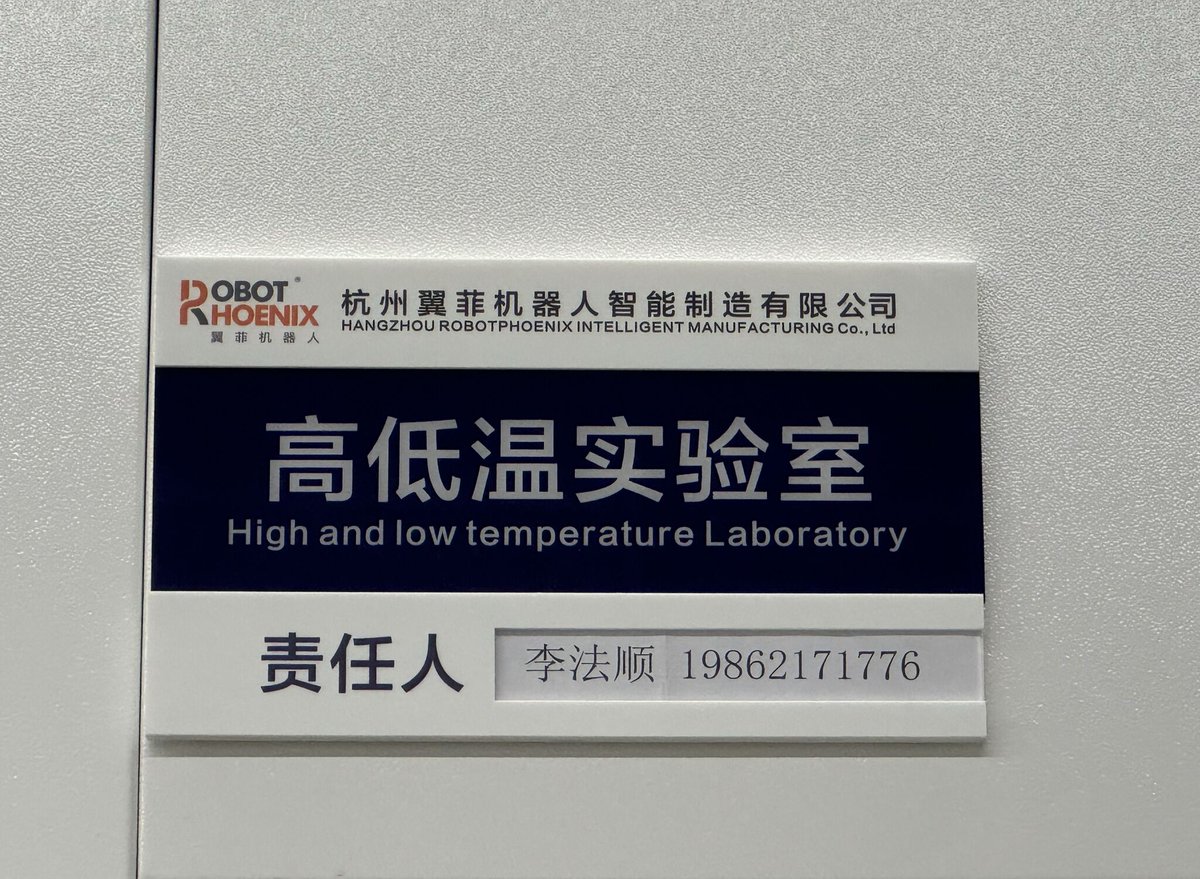 ROBOT PHOENIX®
翼菲机器人
杭州翼菲机器人智能制造有限公司
HANGZHOU ROBOTPHOENIX INTELLIGENT MANUFACTURING Co., Ltd
高低温实验室
High and low temperature Laboratory
责任人 李法顺 19862171776